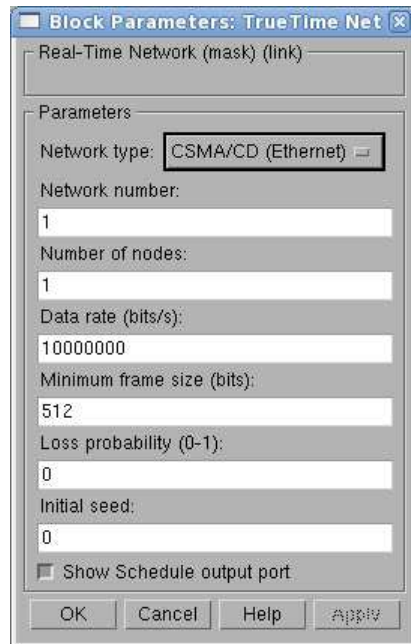 Block Parameters: TrueTime Net
Real-Time Network (mask) (link)
Parameters
Network type: CSMA/CD (Ethernet)
Network number:
1
Number of nodes:
1
Data rate (bits/s):
10000000
Minimum frame size (bits):
512
Loss probability (0-1):
0
Initial seed:
0
Show Schedule output port
OK Cancel Help Apply